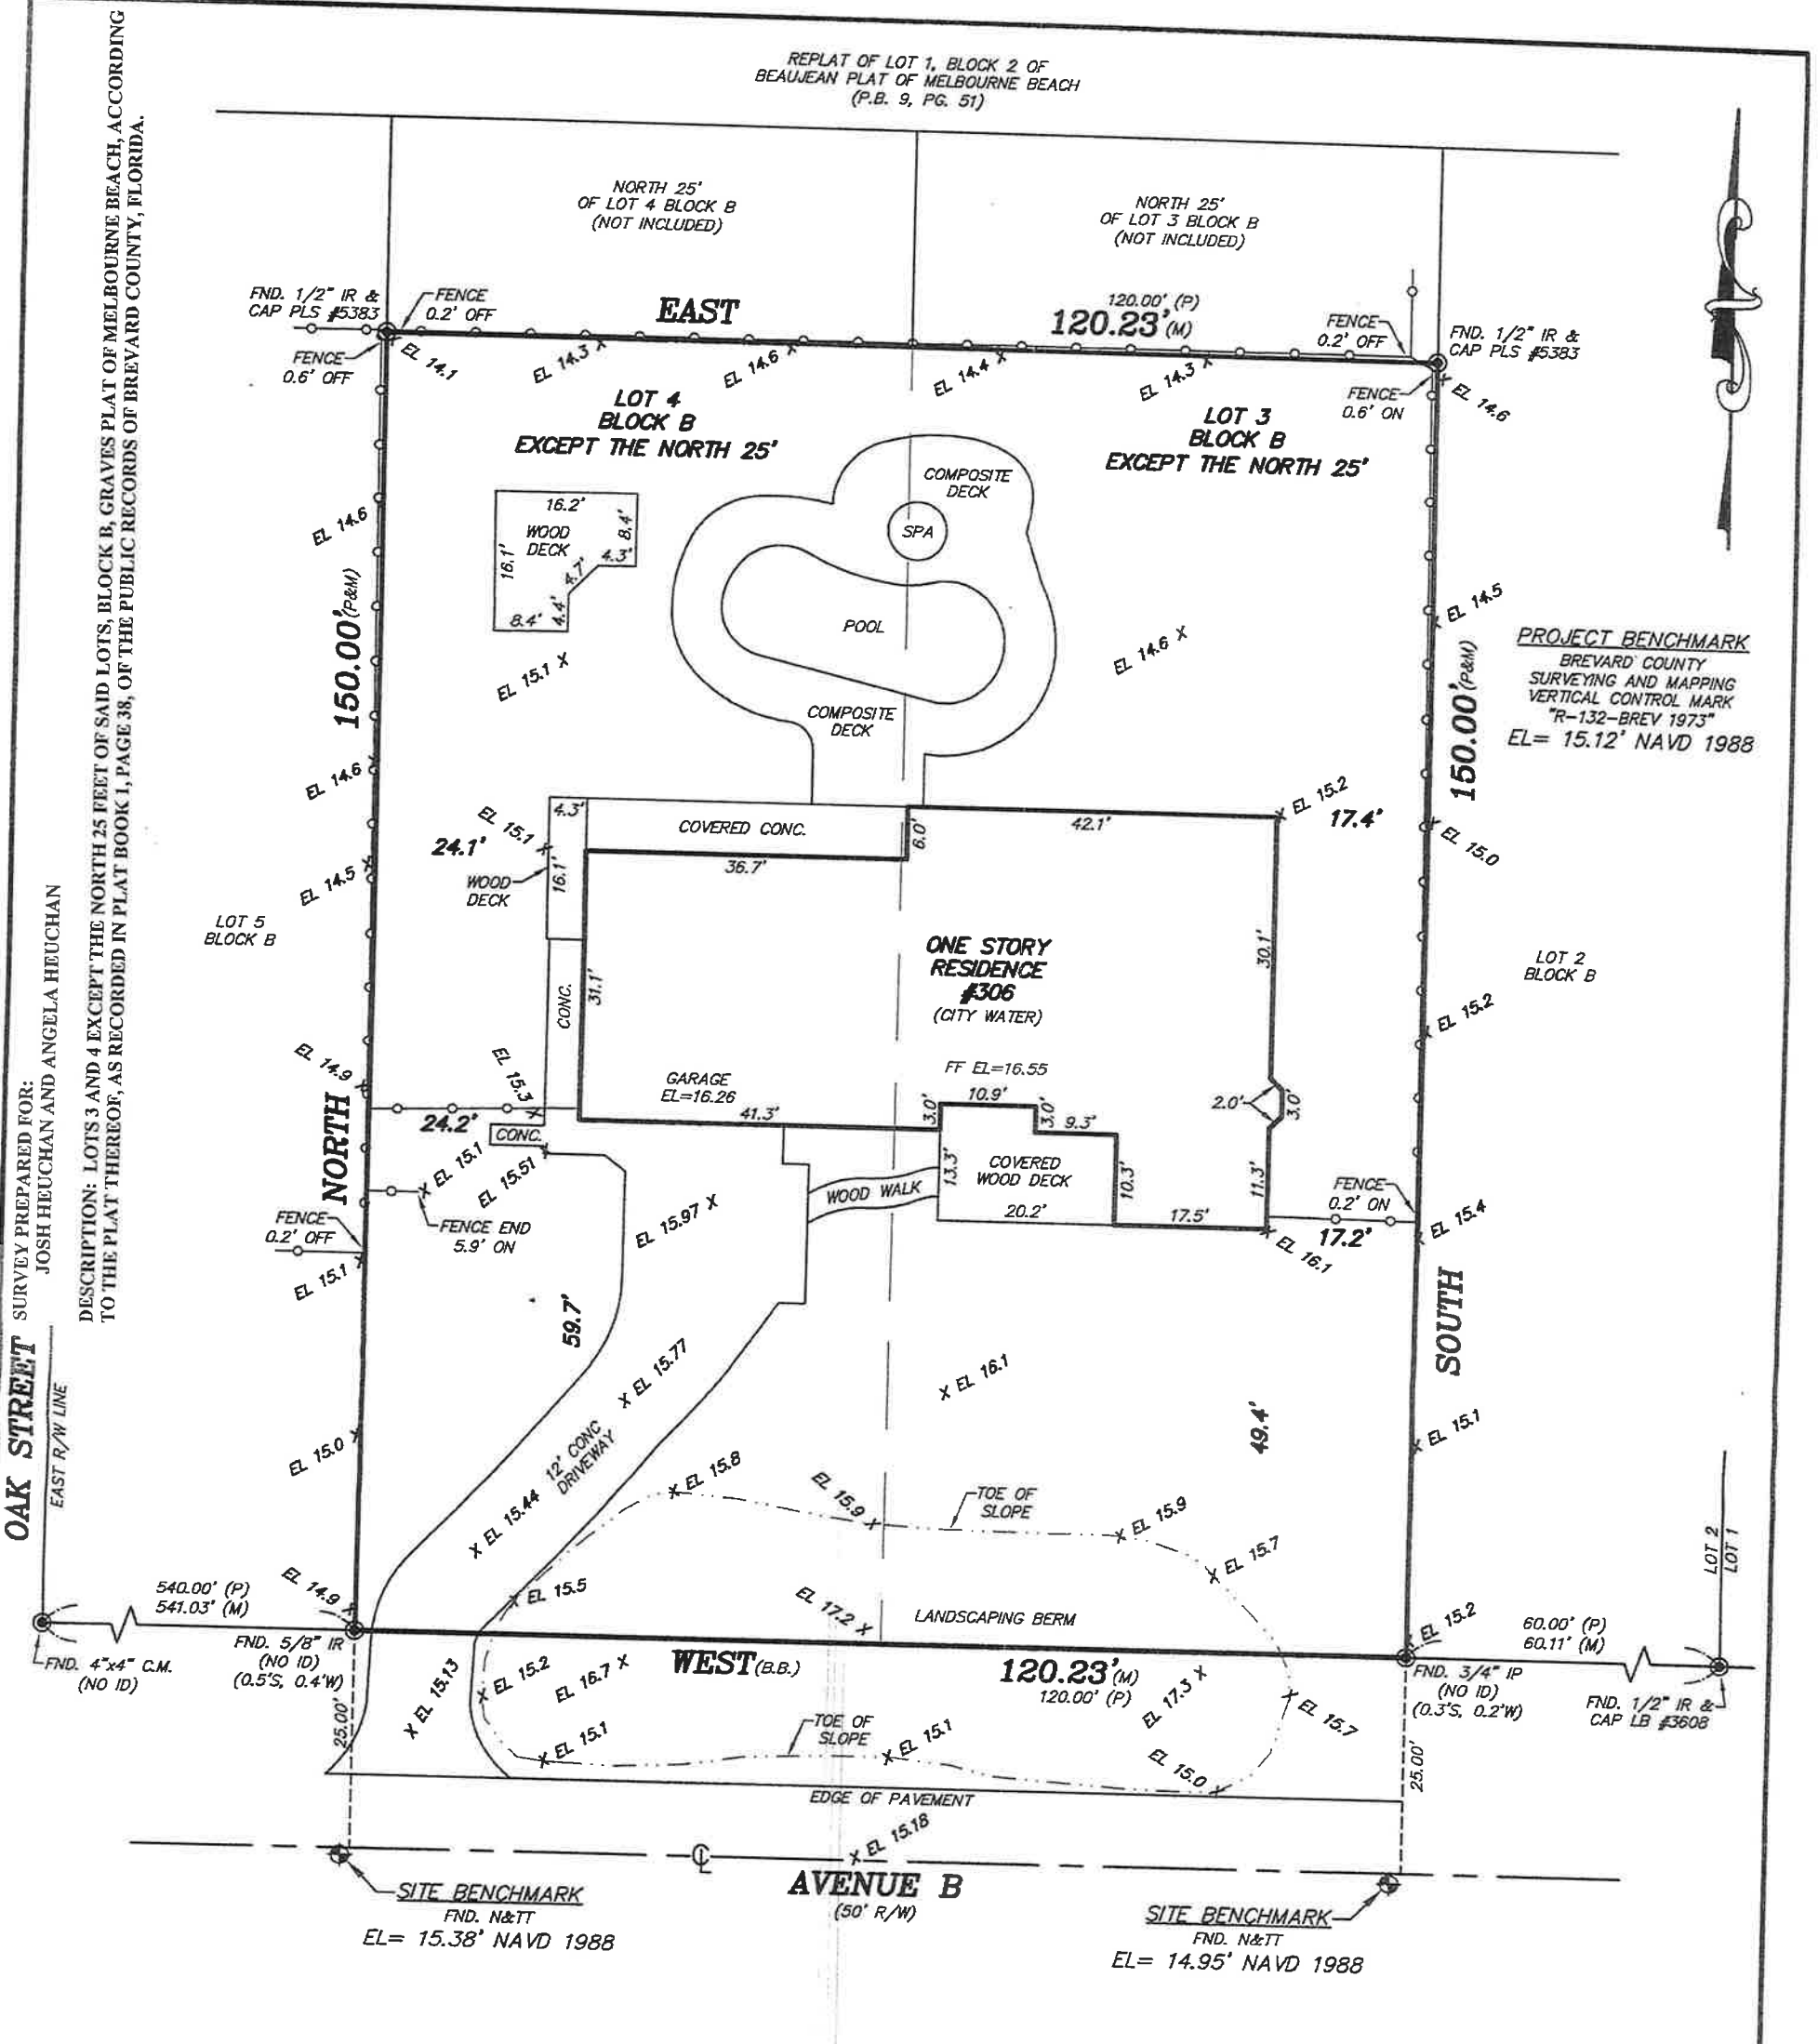 REPLAT OF LOT 1, BLOCK 2 OF
BEAUJEAN PLAT OF MELBOURNE BEACH
(P.B. 9, PG. 51)
NORTH 25'
OF LOT 4 BLOCK B
(NOT INCLUDED)
NORTH 25'
OF LOT 3 BLOCK B
(NOT INCLUDED)
FND. 1/2" IR &
CAP PLS #5383
FENCE
0.2' OFF
EAST
120.00' (P)
120.23'(M)
FENCE
0.2' OFF
FND. 1/2" IR &
CAP PLS #5383
FENCE
0.6' OFF
EL 14.1
EL 14.3
EL 14.6
EL 14.4
EL 14.3
FENCE
0.6' ON
EL 14.6
LOT 4
BLOCK B
EXCEPT THE NORTH 25'
LOT 3
BLOCK B
EXCEPT THE NORTH 25'
COMPOSITE
DECK
SPA
16.2'
WOOD
DECK
8.4'
16.1'
4.3'
4.7'
4.4'
8.4'
EL 14.6
150.00'(P&M)
POOL
EL 15.1
EL 14.6
EL 14.5
COMPOSITE
DECK
150.00'(P&M)
PROJECT BENCHMARK
BREVARD COUNTY
SURVEYING AND MAPPING
VERTICAL CONTROL MARK
"R-132-BREV 1973"
EL= 15.12' NAVD 1988
EL 14.6
EL 15.1
24.1'
4.3'
COVERED CONC.
6.0'
42.1'
EL 15.2
17.4'
EL 15.0
36.7'
16.1'
WOOD
DECK
EL 14.5
LOT 5
BLOCK B
ONE STORY
RESIDENCE
#306
(CITY WATER)
30.1'
LOT 2
BLOCK B
CONC.
31.1'
EL 15.2
EL 14.9
EL 15.3
GARAGE
EL=16.26
FF EL=16.55
10.9'
41.3'
3.0'
3.0'
9.3'
2.0'
3.0'
NORTH
24.2'
CONC.
EL 15.1
EL 15.51
COVERED
WOOD DECK
13.3'
10.3'
11.3'
WOOD WALK
20.2'
17.5'
FENCE
0.2' ON
17.2'
EL 15.4
EL 16.1
FENCE
0.2' OFF
FENCE END
5.9' ON
EL 15.97
EL 15.1
59.7'
SOUTH
EL 15.77
EL 16.1
49.4'
EL 15.0
12' CONC
DRIVEWAY
EL 15.44
EL 15.8
EL 15.9
TOE OF
SLOPE
EL 15.9
EL 15.1
EL 15.7
LOT 2
LOT 1
540.00' (P)
541.03' (M)
EL 14.9
EL 15.5
EL 17.2
LANDSCAPING BERM
EL 15.2
60.00' (P)
60.11' (M)
FND. 4"x4" C.M.
(NO ID)
FND. 5/8" IR
(NO ID)
(0.5'S, 0.4'W)
EL 15.13
EL 15.2
EL 16.7
WEST(B.B.)
120.23'(M)
120.00' (P)
EL 17.3
FND. 3/4" IP
(NO ID)
(0.3'S, 0.2'W)
FND. 1/2" IR &
CAP LB #3608
25.00'
EL 15.1
TOE OF
SLOPE
EL 15.1
EL 15.0
EL 15.7
25.00'
EDGE OF PAVEMENT
EL 15.18
AVENUE B
(50' R/W)
SITE BENCHMARK
FND. N&TT
EL= 15.38' NAVD 1988
SITE BENCHMARK
FND. N&TT
EL= 14.95' NAVD 1988
OAK STREET
EAST R/W LINE
SURVEY PREPARED FOR:
JOSH HEUCHAN AND ANGELA HEUCHAN
DESCRIPTION: LOTS 3 AND 4 EXCEPT THE NORTH 25 FEET OF SAID LOTS, BLOCK B, GRAVES PLAT OF MELBOURNE BEACH, ACCORDING
TO THE PLAT THEREOF, AS RECORDED IN PLAT BOOK 1, PAGE 38, OF THE PUBLIC RECORDS OF BREVARD COUNTY, FLORIDA.